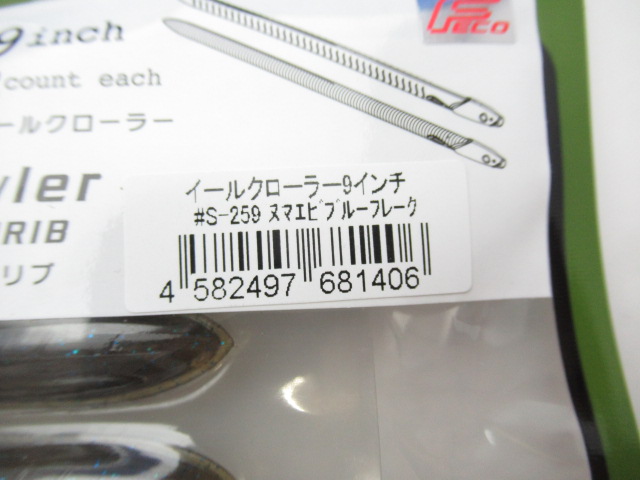 9inch
FSECO
count each
ールクローラー
ler
RIB
リブ
イールクローラー9インチ
#S-259 ヌマエビブルーフレーク
4 582497 681406